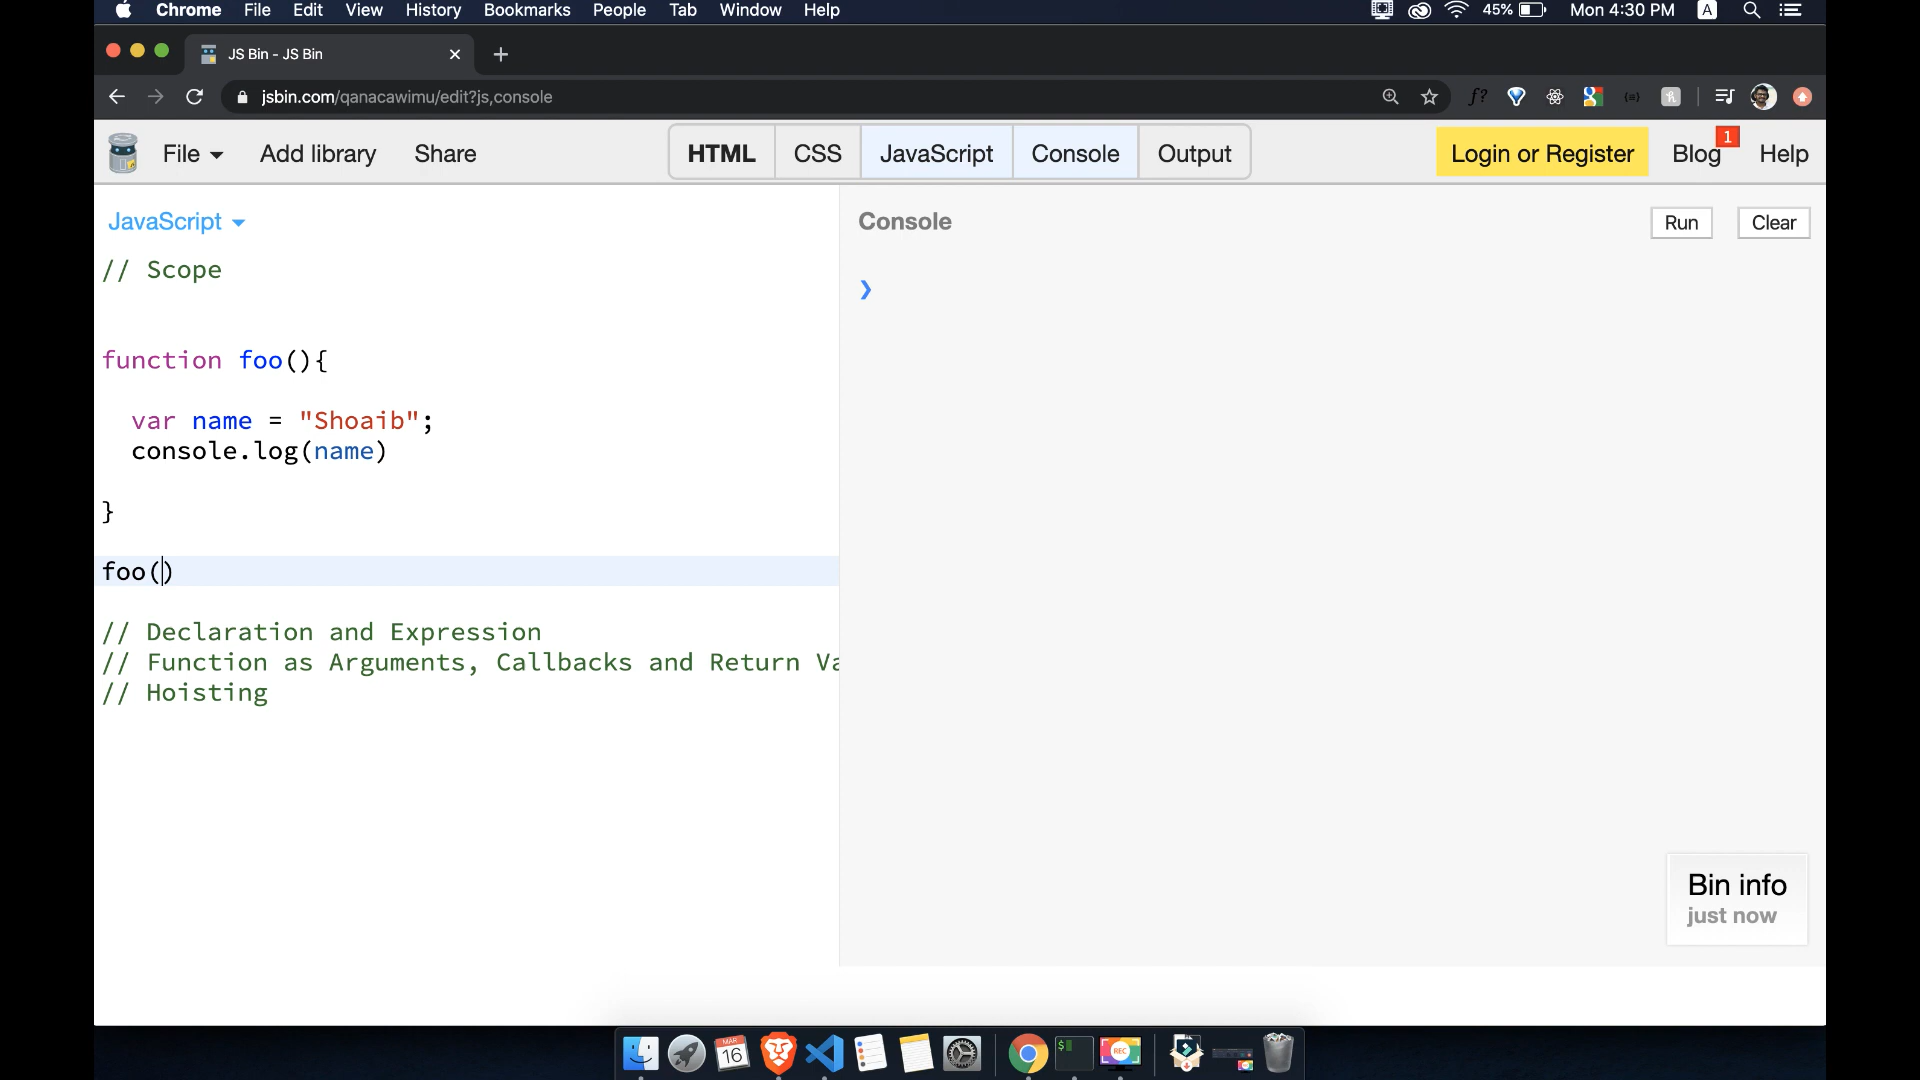 Chrome File Edit View History Bookmarks People Tab Window Help 45% Mon 4:30 PM A
JS Bin - JS Bin
jsbin.com/qanacawimu/edit?js,console
File Add library Share HTML CSS JavaScript Console Output Login or Register Blog 1 Help
JavaScript
Console Run Clear
// Scope
function foo(){
var name = "Shoaib";
console.log(name)
}
foo()
// Declaration and Expression
// Function as Arguments, Callbacks and Return Va
// Hoisting
Bin info
just now
MAR
16
REC